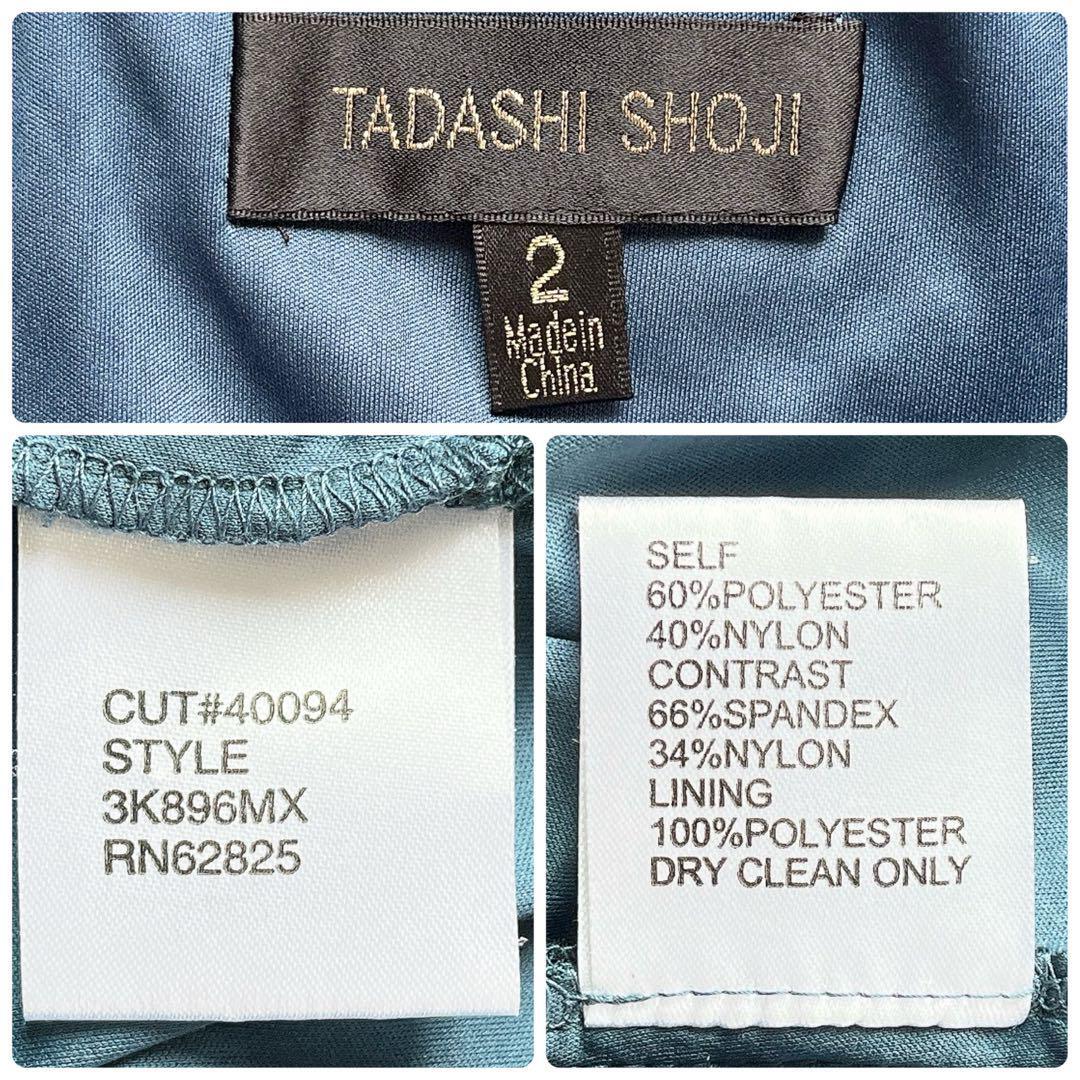 TADASHI SHOJI
2
Made in
China
CUT#40094
STYLE
3K896MX
RN62825
SELF
60%POLYESTER
40%NYLON
CONTRAST
66%SPANDEX
34%NYLON
LINING
100%POLYESTER
DRY CLEAN ONLY